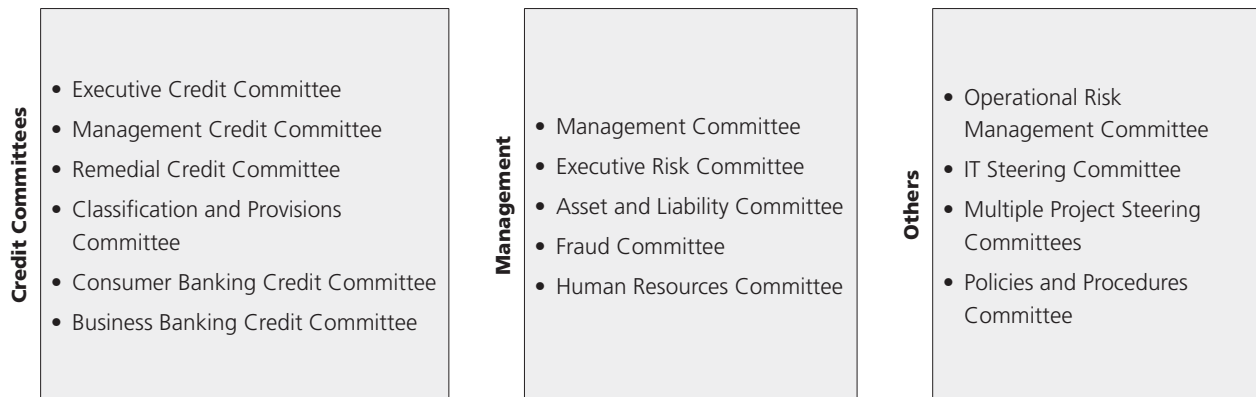 Credit Committees
• Executive Credit Committee
• Management Credit Committee
• Remedial Credit Committee
• Classification and Provisions
Committee
• Consumer Banking Credit Committee
• Business Banking Credit Committee
Management
• Management Committee
• Executive Risk Committee
• Asset and Liability Committee
• Fraud Committee
• Human Resources Committee
Others
• Operational Risk
Management Committee
• IT Steering Committee
• Multiple Project Steering
Committees
• Policies and Procedures
Committee